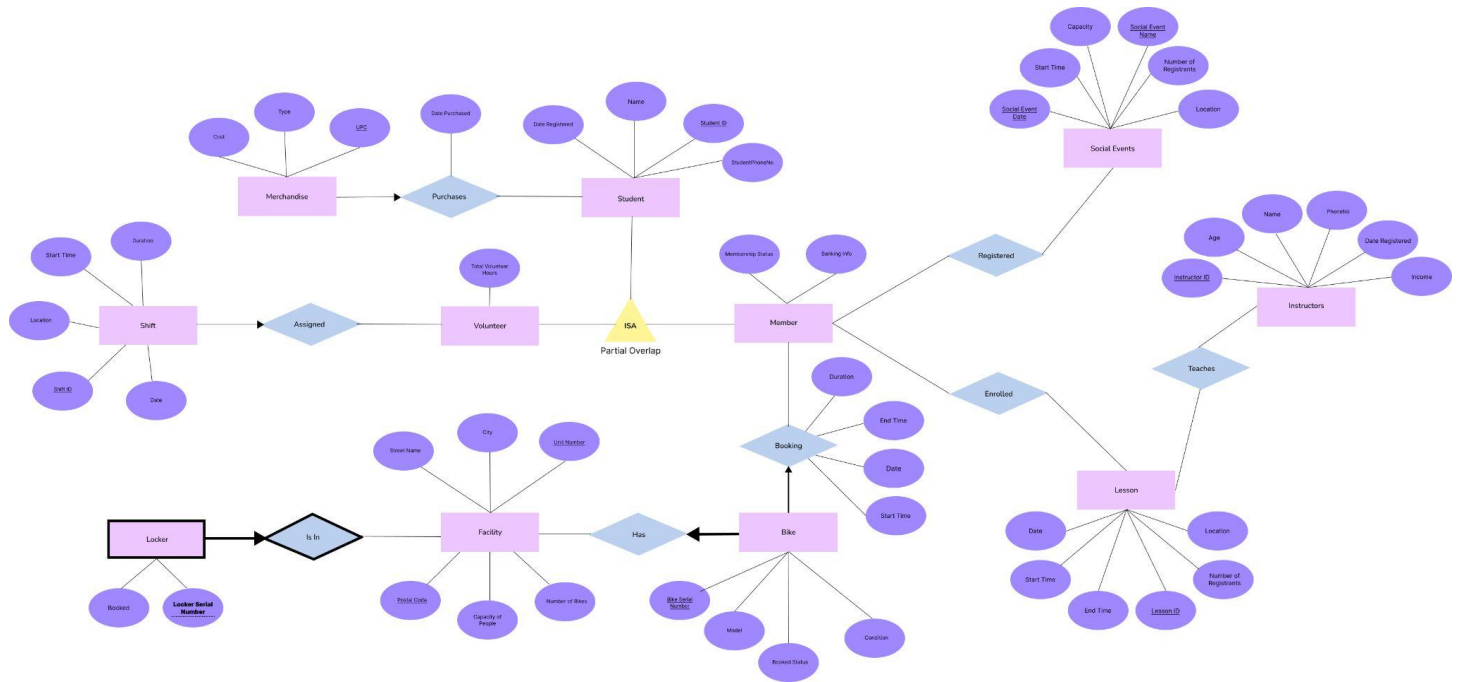 Capacity
Social Event
Name
Start Time
Number of
Registrants
Social Event
Date
Location
Social Events
Type
Cost
UPC
Date Purchased
Name
Date Registered
Student ID
StudentPhoneNo
Merchandise
Purchases
Student
Name
PhoneNo
Age
Date Registered
Instructor ID
Income
Instructors
Registered
Start Time
Duration
Location
Shift
Shift ID
Date
Assigned
Total Volunteer
Hours
Volunteer
ISA
Partial Overlap
Membership Status
Banking Info
Member
Teaches
Enrolled
Duration
End Time
Booking
Date
Start Time
Lesson
Date
Location
Start Time
Number of
Registrants
End Time
Lesson ID
City
Street Name
Unit Number
Locker
Is In
Facility
Has
Bike
Booked
Locker Serial
Number
Postal Code
Capacity of
People
Number of Bikes
Bike Serial
Number
Model
Booked Status
Condition